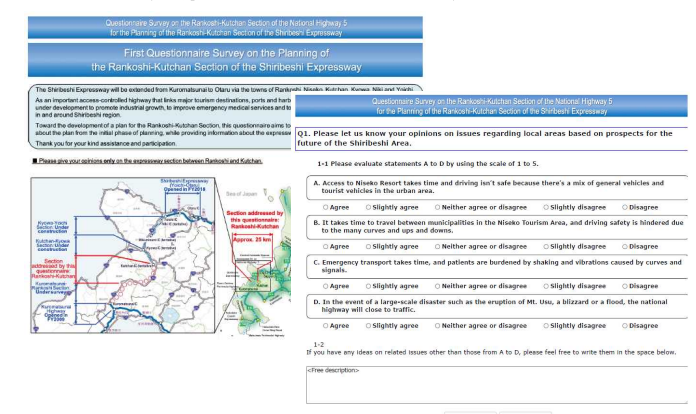 Questionnaire Survey on the Rankoshi-Kutchan Section of the National Highway 5
for the Planning of the Rankoshi-Kutchan Section of the Shiribeshi Expressway
First Questionnaire Survey on the Planning of
the Rankoshi-Kutchan Section of the Shiribeshi Expressway
The Shiribeshi Expressway will be extended from Kuromatsunai to Otaru via the towns of Rankoshi, Niseko, Kutchan, Kyowa, Niki and Yoichi.
As an important access-controlled highway that links major tourism destinations, ports and harb
under development to promote industrial growth, to improve emergency medical services and to
in and around Shiribeshi region.
Toward the development of a plan for the Rankoshi-Kutchan Section, this questionnaire aims to
about the plan from the initial phase of planning, while providing information about the expressw
Thank you for your kind assistance and participation.
■ Please give your opinions only on the expressway section between Rankoshi and Kutchan.
Shiribeshi Expressway
(Yoichi-Otaru)
Opened in FY2018
Sea of Japan
Kyowa-Yoichi
Section: Under
construction
Kutchan-Kyowa
Section: Under
construction
Section
addressed by this
questionnaire:
Rankoshi-Kutchan
Kuromatsunai-
Rankoshi Section:
Under survey
Kuromatsunai
Highway
Opened in
FY2009
Section
addressed by
this
questionnaire:
Rankoshi-
Kutchan
Approx. 25 km
Questionnaire Survey on the Rankoshi-Kutchan Section of the National Highway 5
for the Planning of the Rankoshi-Kutchan Section of the Shiribeshi Expressway
Q1. Please let us know your opinions on issues regarding local areas based on prospects for the
future of the Shiribeshi Area.
1-1 Please evaluate statements A to D by using the scale of 1 to 5.
A. Access to Niseko Resort takes time and driving isn't safe because there's a mix of general vehicles and
tourist vehicles in the urban area.
○ Agree ○ Slightly agree ○ Neither agree or disagree ○ Slightly disagree ○ Disagree
B. It takes time to travel between municipalities in the Niseko Tourism Area, and driving safety is hindered due
to the many curves and ups and downs.
○ Agree ○ Slightly agree ○ Neither agree or disagree ○ Slightly disagree ○ Disagree
C. Emergency transport takes time, and patients are burdened by shaking and vibrations caused by curves and
signals.
○ Agree ○ Slightly agree ○ Neither agree or disagree ○ Slightly disagree ○ Disagree
D. In the event of a large-scale disaster such as the eruption of Mt. Usu, a blizzard or a flood, the national
highway will close to traffic.
○ Agree ○ Slightly agree ○ Neither agree or disagree ○ Slightly disagree ○ Disagree
1-2
If you have any ideas on related issues other than those from A to D, please feel free to write them in the space below.
<Free description>